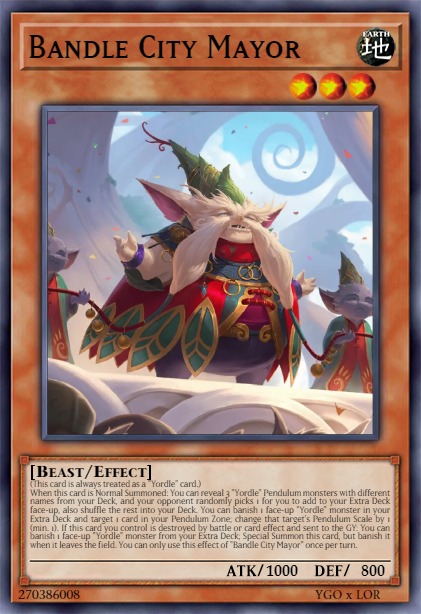 Bandle City Mayor
EARTH
地
[Beast/Effect]
(This card is always treated as a "Yordle" card.)
When this card is Normal Summoned: You can reveal 3 "Yordle" Pendulum monsters with different
names from your Deck, and your opponent randomly picks 1 for you to add to your Extra Deck
face-up, also shuffle the rest into your Deck. You can banish 1 face-up "Yordle" monster in your
Extra Deck and target 1 card in your Pendulum Zone; change that target's Pendulum Scale by 1
(min. 1). If this card you control is destroyed by battle or card effect and sent to the GY: You can
banish 1 face-up "Yordle" monster from your Extra Deck; Special Summon this card, but banish it
when it leaves the field. You can only use this effect of "Bandle City Mayor" once per turn.
ATK/1000 DEF/ 800
270386008 YGO x LOR